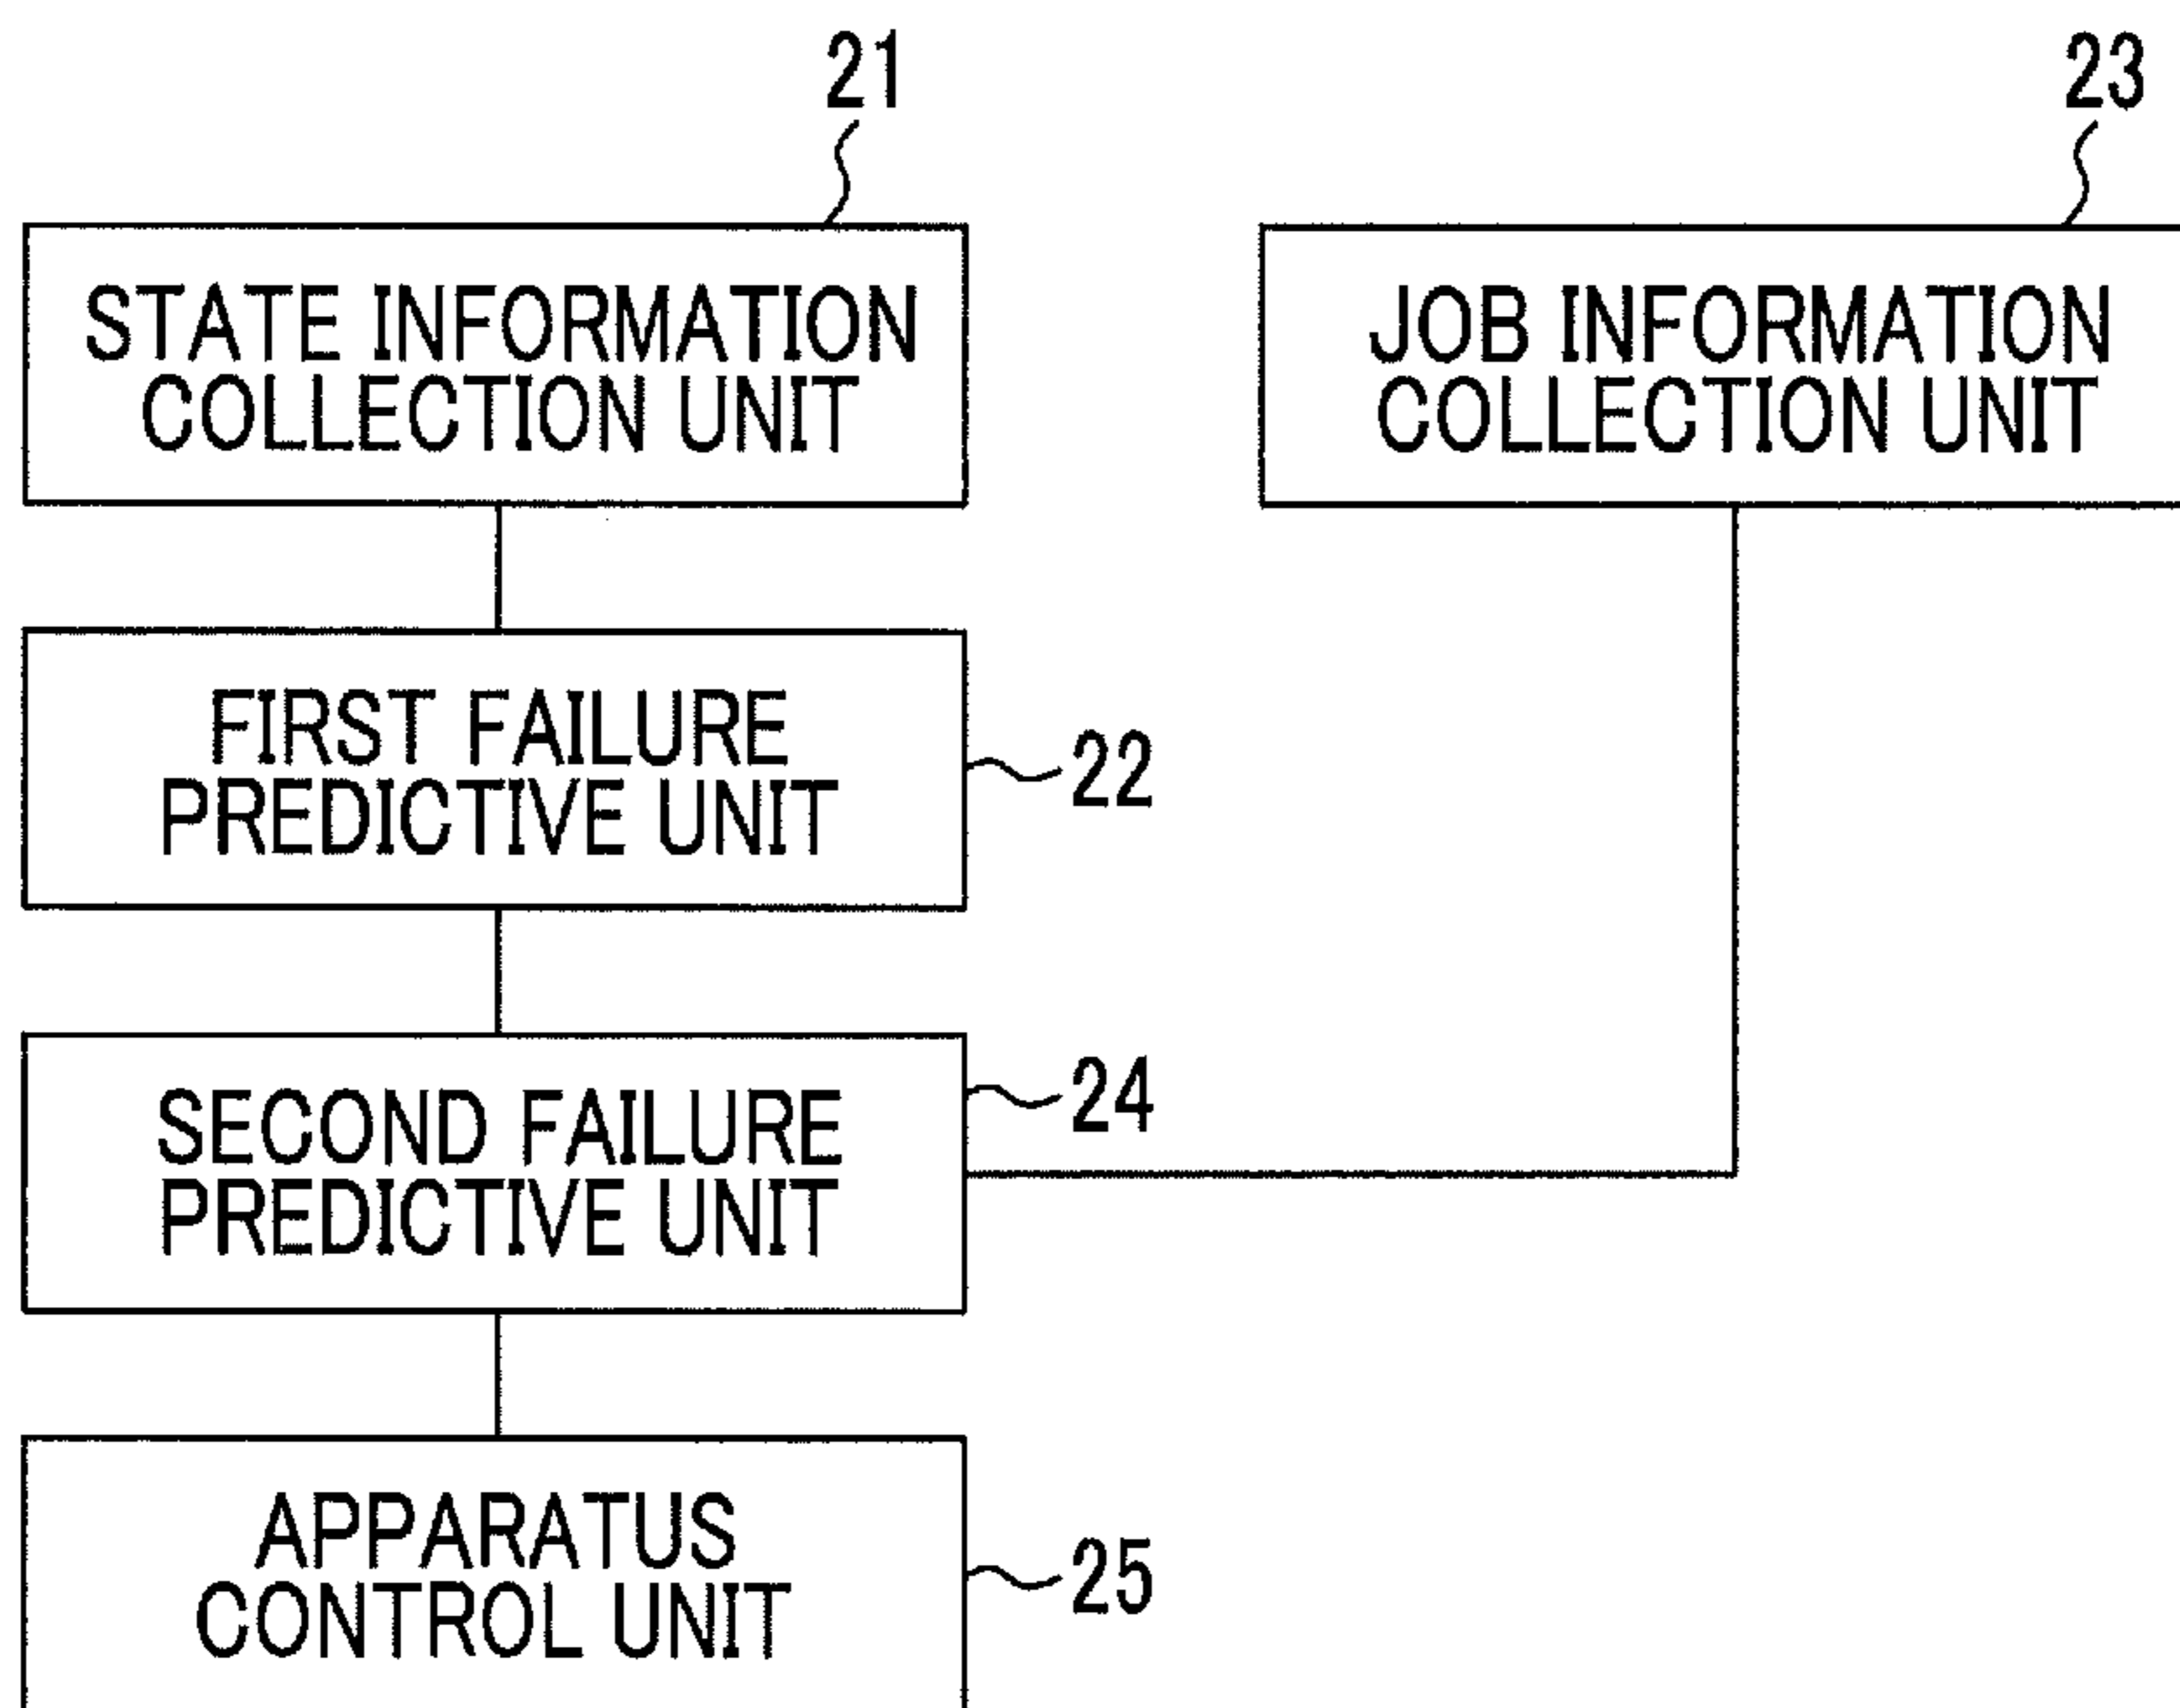 21
23
STATE INFORMATION
COLLECTION UNIT
JOB INFORMATION
COLLECTION UNIT
FIRST FAILURE
PREDICTIVE UNIT
22
SECOND FAILURE
PREDICTIVE UNIT
24
APPARATUS
CONTROL UNIT
25